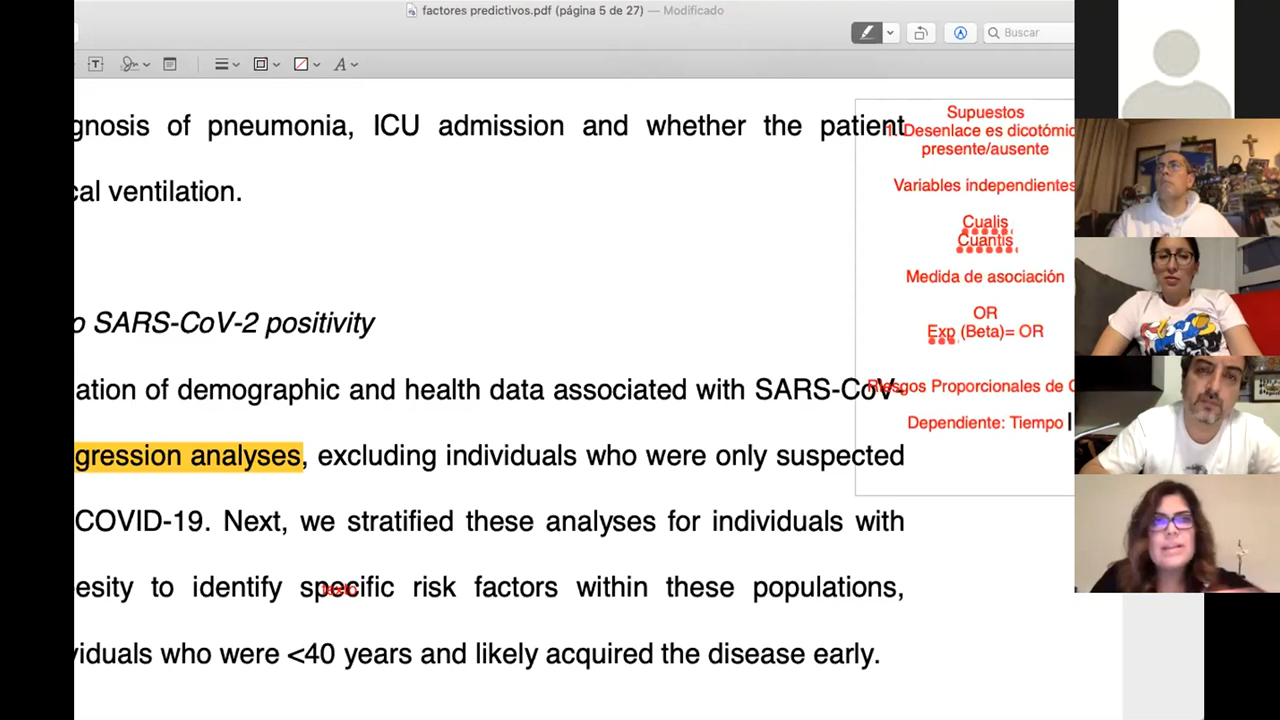 factores predictivos.pdf (página 5 de 27) — Modificado
Buscar
gnosis of pneumonia, ICU admission and whether the patient
cal ventilation.
o SARS-CoV-2 positivity
ation of demographic and health data associated with SARS-CoV-
gression analyses, excluding individuals who were only suspected
COVID-19. Next, we stratified these analyses for individuals with
esity to identify specific risk factors within these populations,
viduals who were <40 years and likely acquired the disease early.
texto
Supuestos
1. Desenlace es dicotómic
presente/ausente
Variables independientes
Cualis
Cuantis
Medida de asociación
OR
Exp (Beta)= OR
Riesgos Proporcionales de C
Dependiente: Tiempo